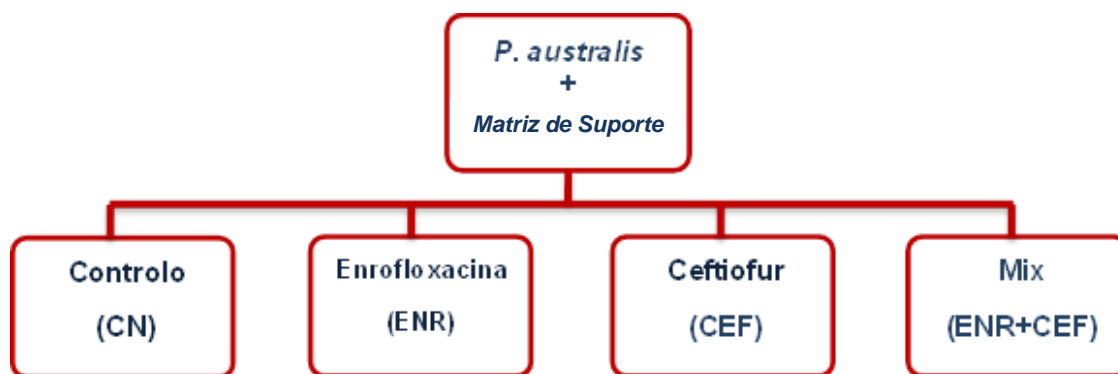 P. australis
+
Matriz de Suporte
Controlo
(CN)
Enrofloxacina
(ENR)
Ceftiofur
(CEF)
Mix
(ENR+CEF)